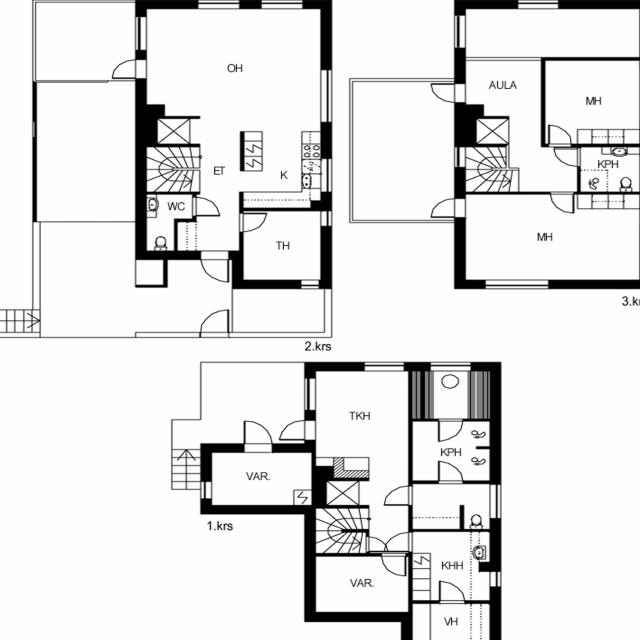 OH
ET
K
WC
TH
2.krs
AULA
MH
KPH
MH
3.kr
TKH
KPH
VAR.
1.krs
KHH
VAR.
VH